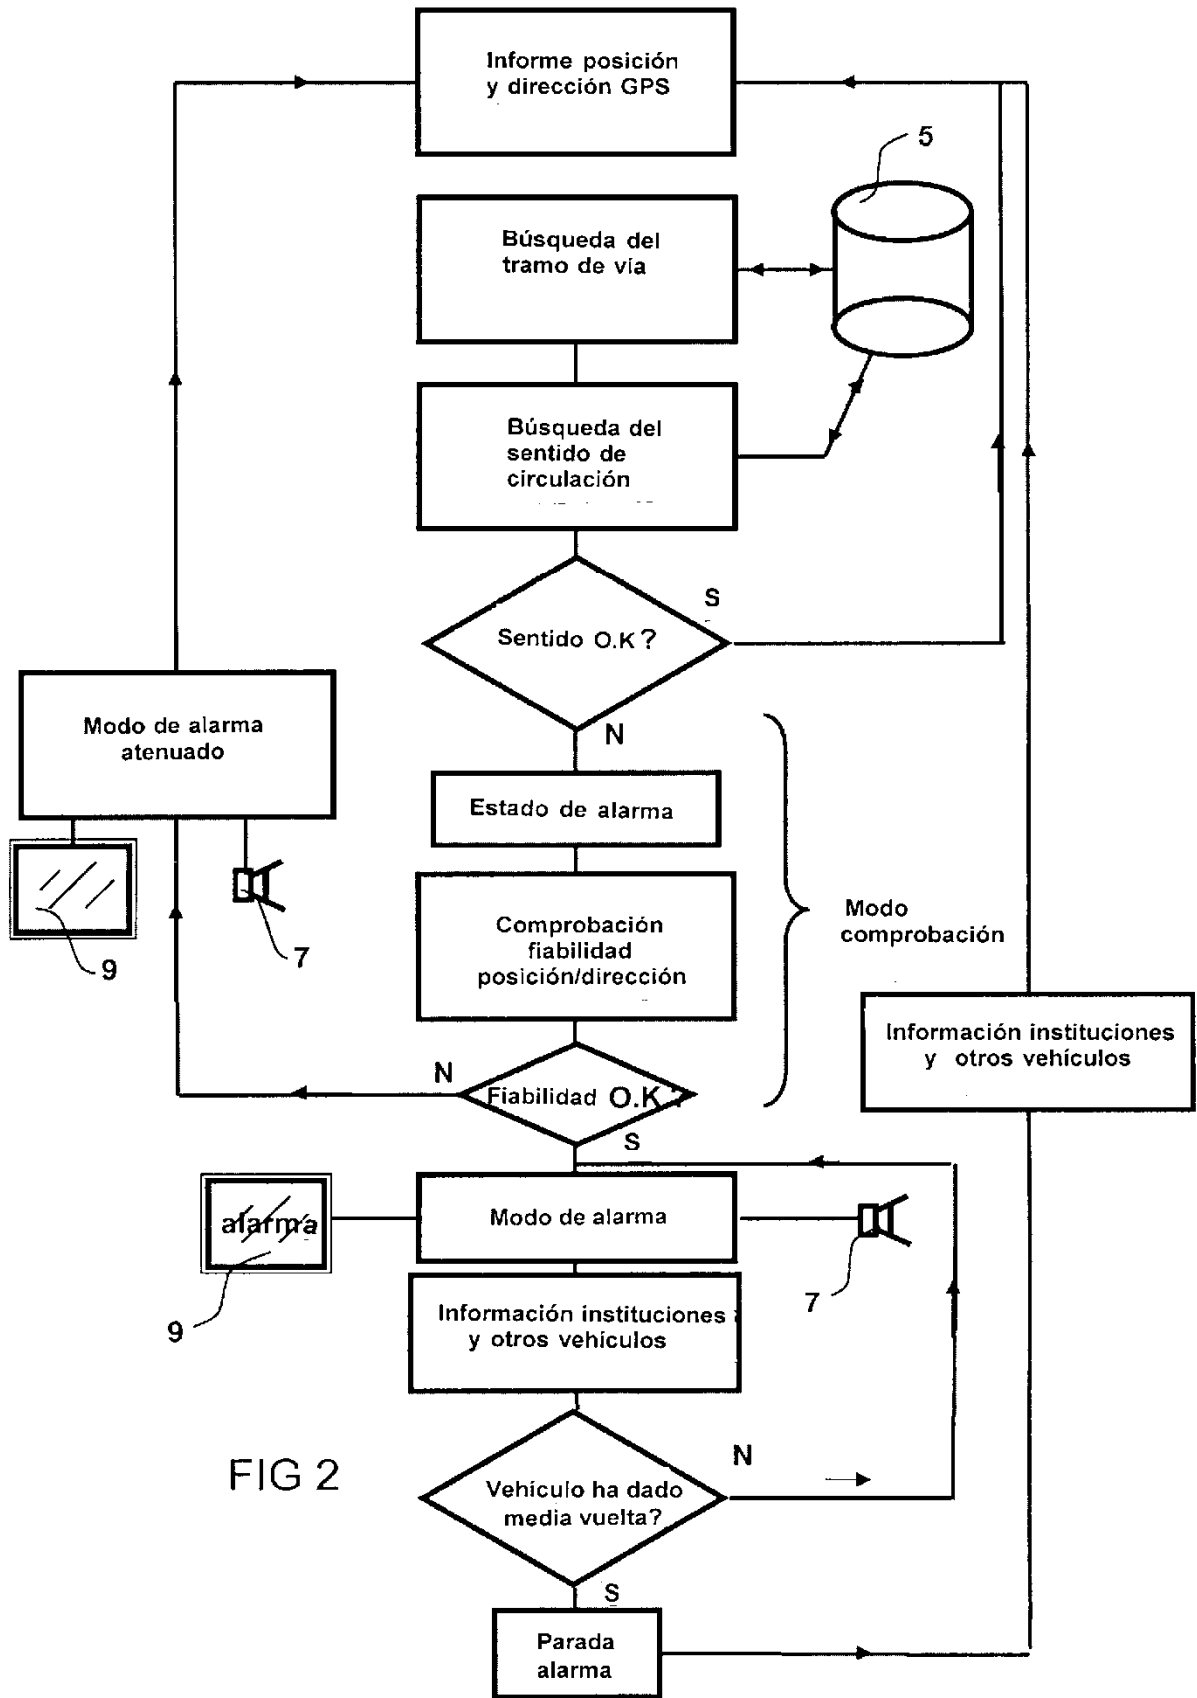 Informe posición
y dirección GPS
5
Búsqueda del
tramo de vía
Búsqueda del
sentido de
circulación
S
Sentido O.K ?
N
Modo de alarma
atenuado
Estado de alarma
9
7
Comprobación
fiabilidad
posición/dirección
Modo
comprobación
Información instituciones
y otros vehículos
N
Fiabilidad O.K ?
S
alarma
Modo de alarma
9
7
Información instituciones
y otros vehículos
FIG 2
N
Vehículo ha dado
media vuelta?
S
Parada
alarma